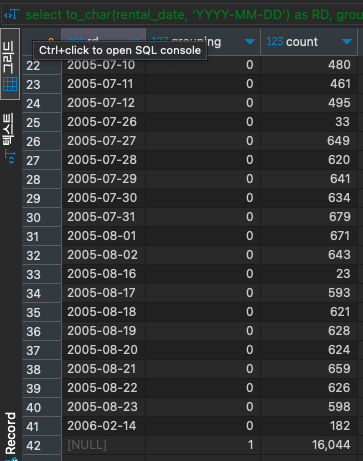 select to_char(rental_date, 'YYYY-MM-DD') as RD, grou
Ctrl+click to open SQL console
그리드
텍스트
Record
123 count
22 2005-07-10 0 480
23 2005-07-11 0 461
24 2005-07-12 0 495
25 2005-07-26 0 33
26 2005-07-27 0 649
27 2005-07-28 0 620
28 2005-07-29 0 641
29 2005-07-30 0 634
30 2005-07-31 0 679
31 2005-08-01 0 671
32 2005-08-02 0 643
33 2005-08-16 0 23
34 2005-08-17 0 593
35 2005-08-18 0 621
36 2005-08-19 0 628
37 2005-08-20 0 624
38 2005-08-21 0 659
39 2005-08-22 0 626
40 2005-08-23 0 598
41 2006-02-14 0 182
42 [NULL] 1 16,044